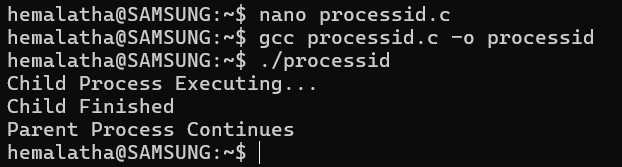 hemalatha@SAMSUNG:~$ nano processid.c
hemalatha@SAMSUNG:~$ gcc processid.c -o processid
hemalatha@SAMSUNG:~$ ./processid
Child Process Executing...
Child Finished
Parent Process Continues
hemalatha@SAMSUNG:~$